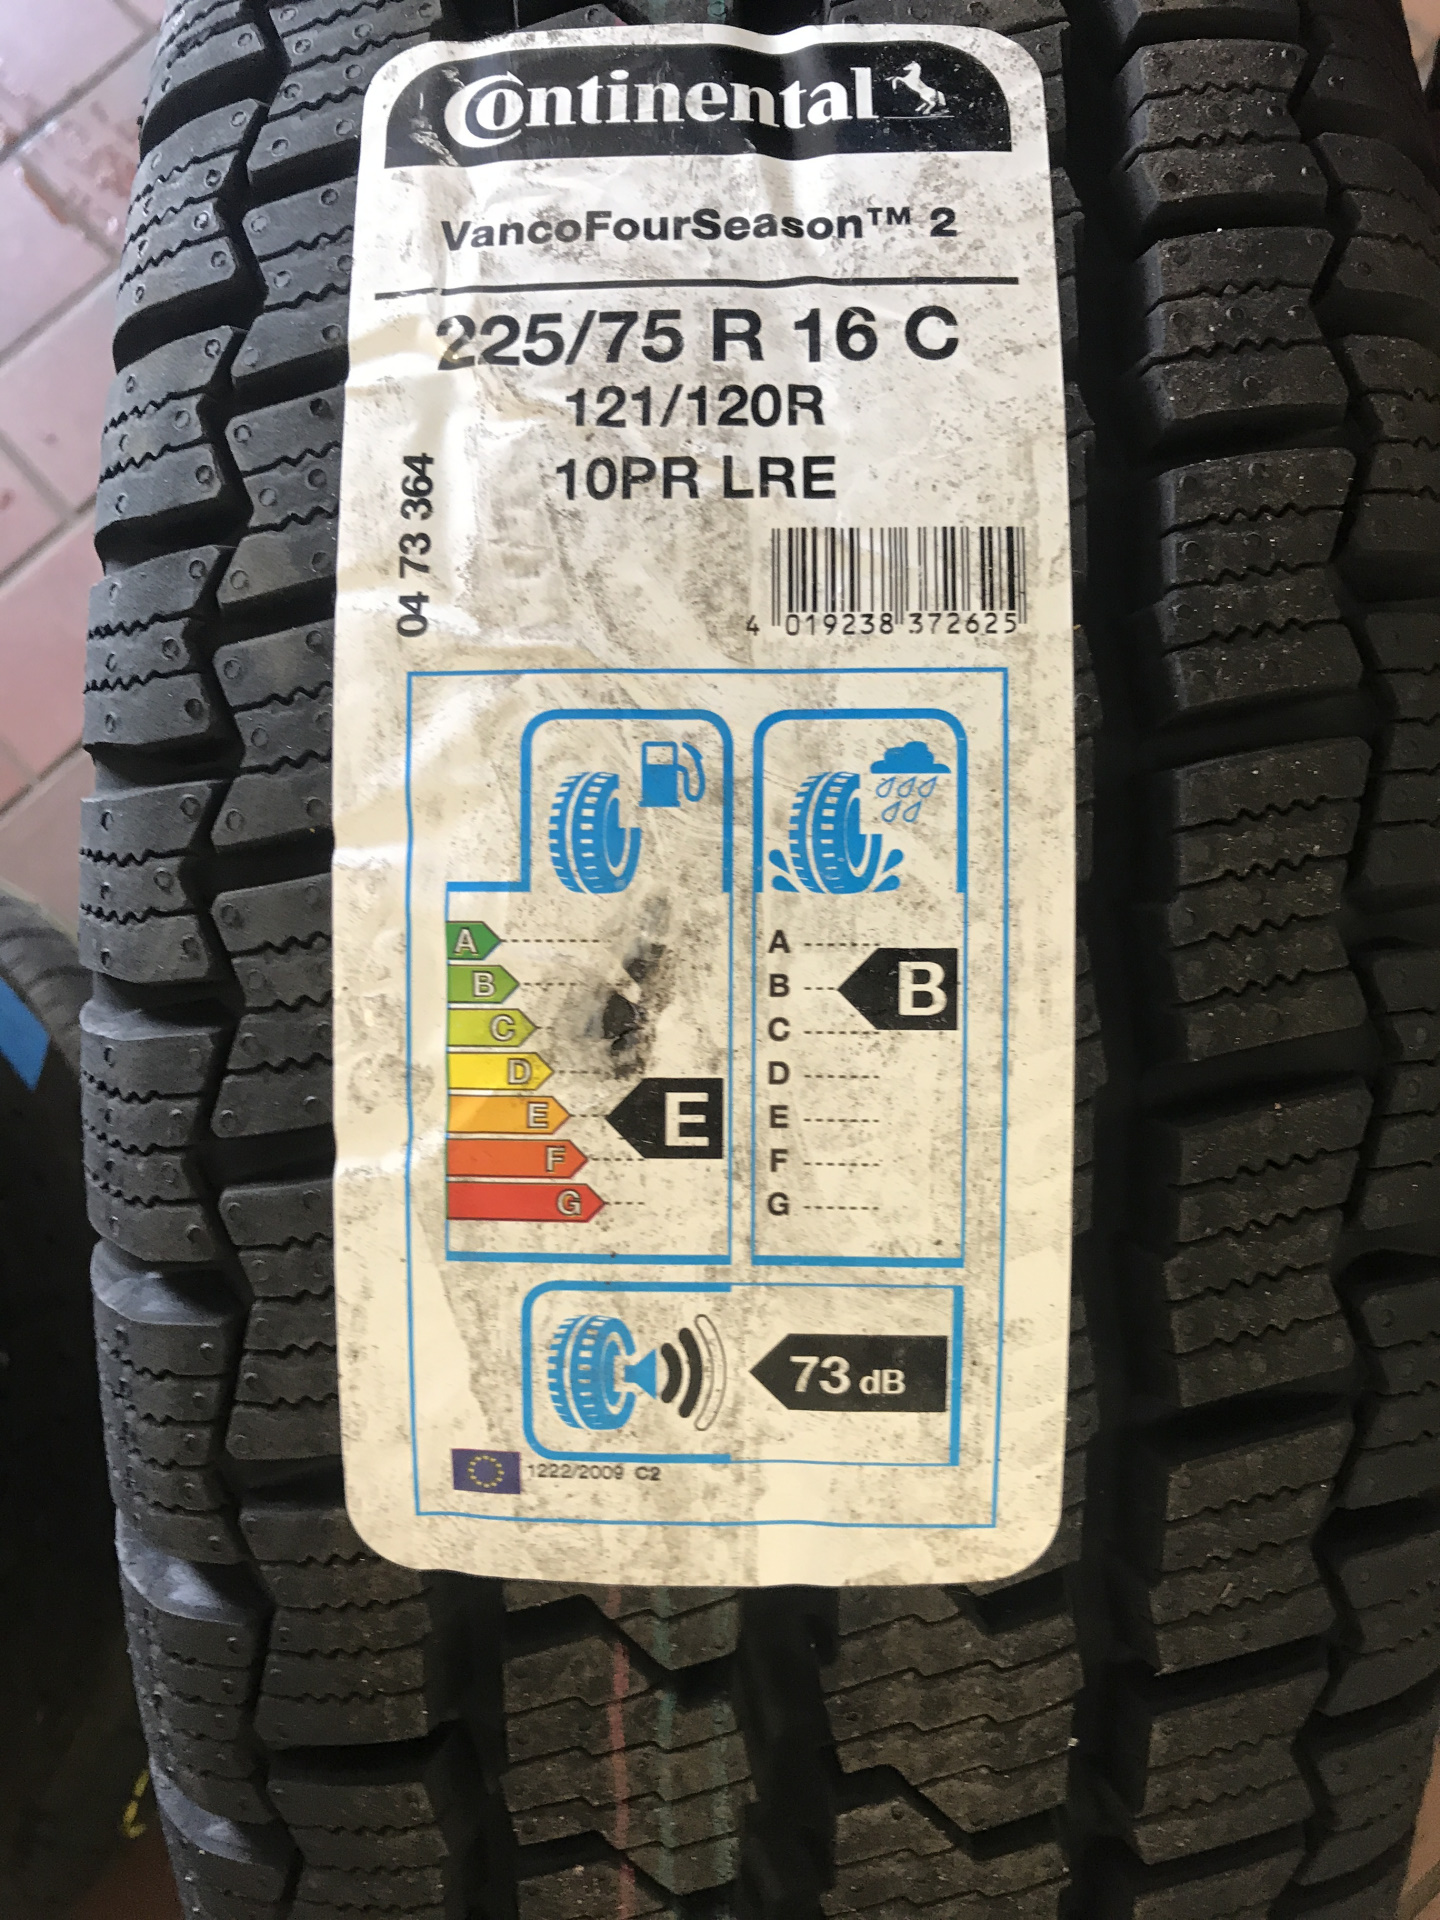 Continental
VancoFourSeason™ 2
225/75 R 16 C
121/120R
10PR LRE
04 73 364
4 019238 372625
A
B
C
D
E
F
G
E
A
B
C
D
E
F
G
B
73 dB
1222/2009 C2